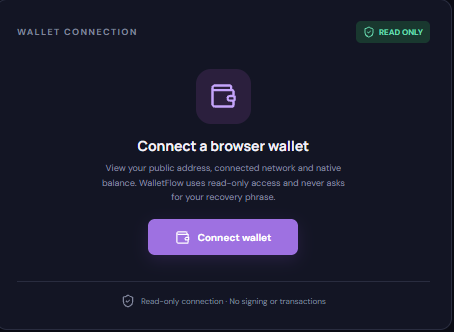 WALLET CONNECTION
READ ONLY
Connect a browser wallet
View your public address, connected network and native
balance. WalletFlow uses read-only access and never asks
for your recovery phrase.
Connect wallet
Read-only connection · No signing or transactions